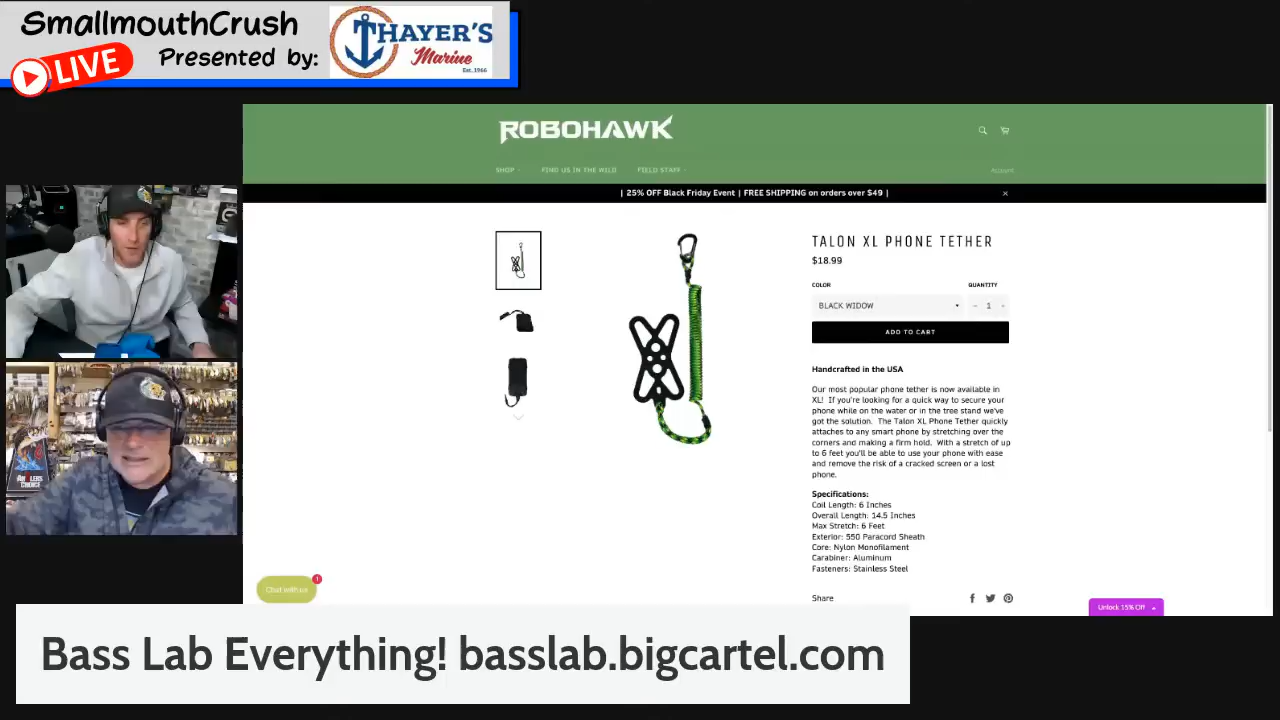 SmallmouthCrush
LIVE
Presented by:
THAYER'S
Marine
Est. 1966
ROBOHAWK
SHOP
FIND US IN THE WILD
FIELD STAFF
Account
| 25% OFF Black Friday Event | FREE SHIPPING on orders over $49 |
×
TALON XL PHONE TETHER
$18.99
COLOR
QUANTITY
BLACK WIDOW
− 1 +
ADD TO CART
Handcrafted in the USA
Our most popular phone tether is now available in
XL! If you're looking for a quick way to secure your
phone while on the water or in the tree stand we've
got the solution. The Talon XL Phone Tether quickly
attaches to any smart phone by stretching over the
corners and making a firm hold. With a stretch of up
to 6 feet you'll be able to use your phone with ease
and remove the risk of a cracked screen or a lost
phone.
Specifications:
Coil Length: 6 Inches
Overall Length: 14.5 Inches
Max Stretch: 6 Feet
Exterior: 550 Paracord Sheath
Core: Nylon Monofilament
Carabiner: Aluminum
Fasteners: Stainless Steel
Share
Chat with us
1
Unlock 15% Off
Bass Lab Everything! basslab.bigcartel.com